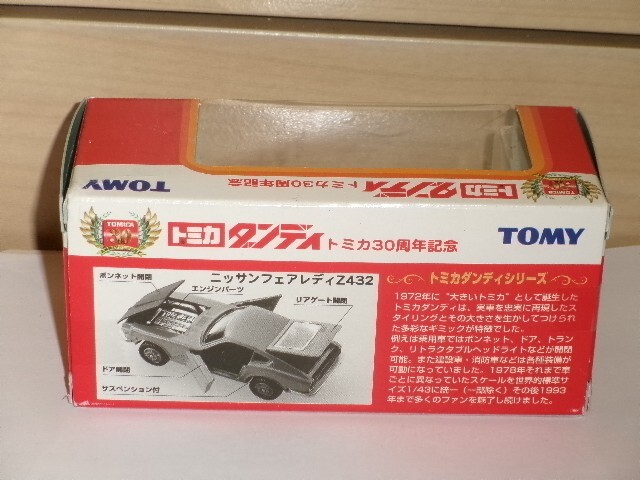 トミカ ダンディ トミカ30周年記念
TOMY
TOMICA
30
トミカ ダンディ トミカ30周年記念
TOMY
ボンネット開閉
ニッサンフェアレディZ432
エンジンパーツ
リアゲート開閉
ドア開閉
サスペンション付
トミカダンディシリーズ
1972年に“大きいトミカ”として誕生した
トミカダンディは、実車を忠実に再現したス
タイリングとその大きさを生かしてつけられ
た多彩なギミックが特徴でした。
例えば乗用車ではボンネット、ドア、トラン
ク、リトラクタブルヘッドライトなどが開閉
可能。また建設車・消防車などは各種装備が
可動になっていました。1978年それまで車
ごとに異なっていたスケールを世界的標準サ
イズ1/43に統一（一部除く）その後1993
年まで多くのファンを魅了し続けました。